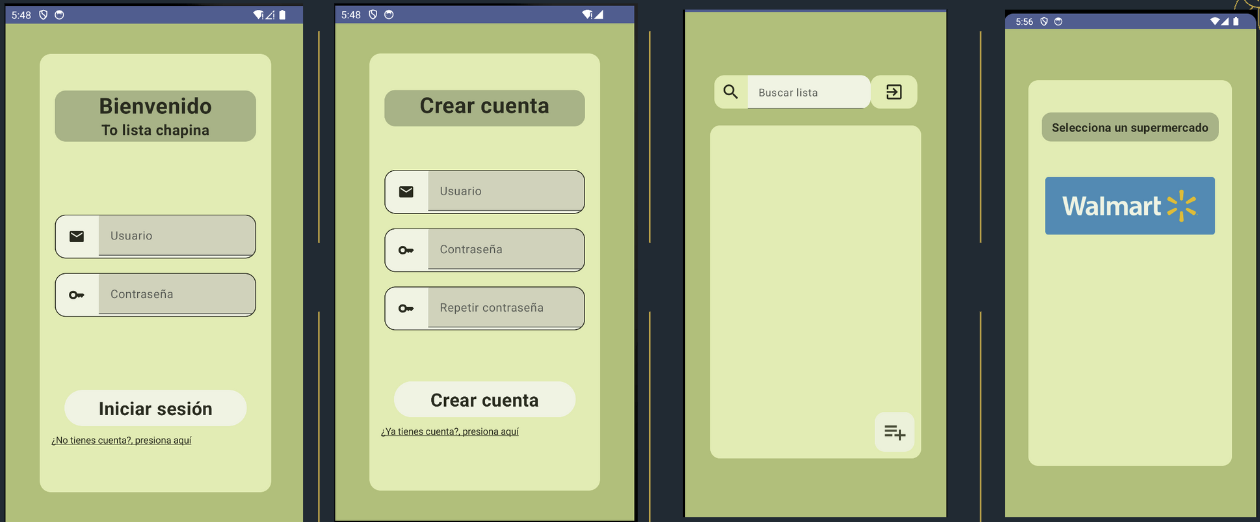 5:48
Bienvenido
To lista chapina
Usuario
Contraseña
Iniciar sesión
¿No tienes cuenta?, presiona aquí
5:48
Crear cuenta
Usuario
Contraseña
Repetir contraseña
Crear cuenta
¿Ya tienes cuenta?, presiona aquí
Buscar lista
5:56
Selecciona un supermercado
Walmart